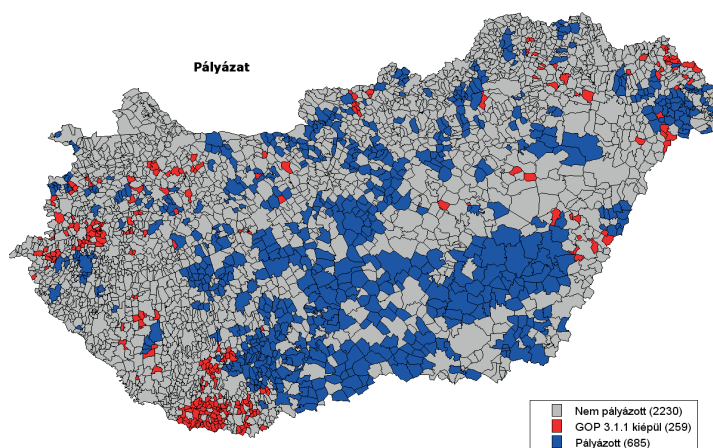 Pályázat
Nem pályázott (2230)
GOP 3.1.1 kiépül (259)
Pályázott (685)